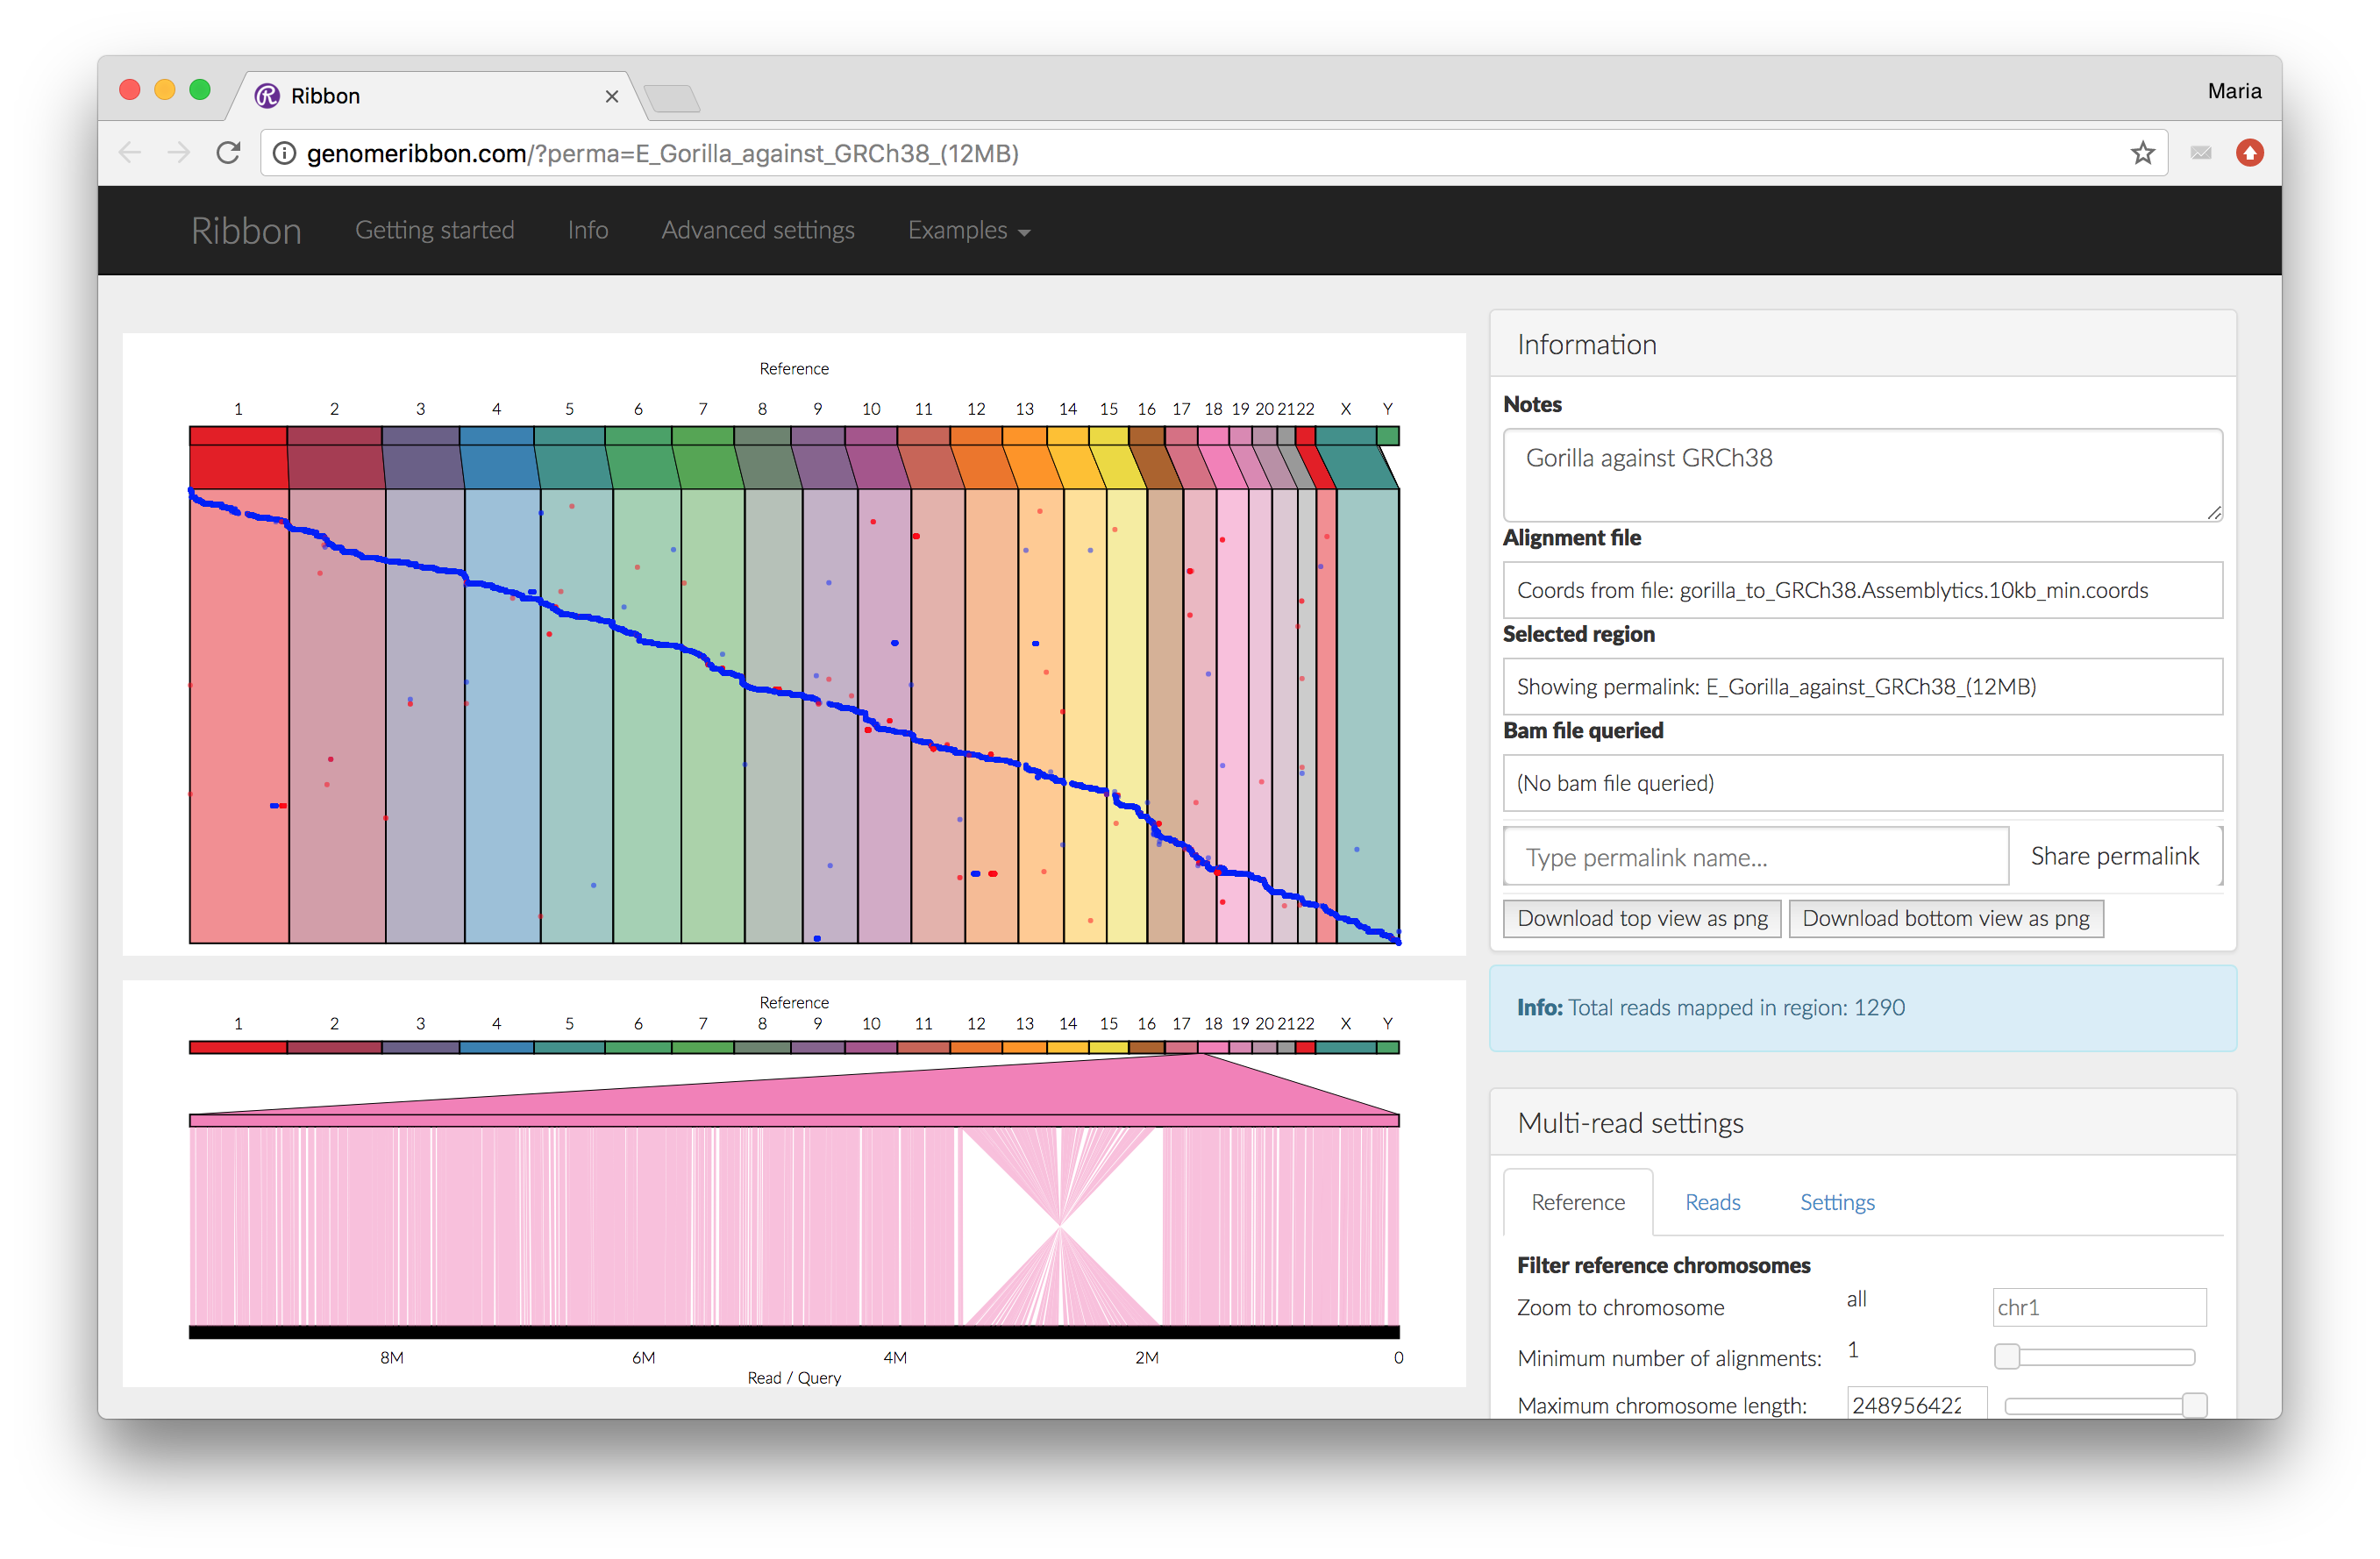 Ribbon
Maria
genomeribbon.com/?perma=E_Gorilla_against_GRCh38_(12MB)
Ribbon Getting started Info Advanced settings Examples
Reference
1 2 3 4 5 6 7 8 9 10 11 12 13 14 15 16 17 18 19 20 21 22 X Y
Reference
1 2 3 4 5 6 7 8 9 10 11 12 13 14 15 16 17 18 19 20 21 22 X Y
8M 6M 4M 2M 0
Read / Query
Information
Notes
Gorilla against GRCh38
Alignment file
Coords from file: gorilla_to_GRCh38.Assemblytics.10kb_min.coords
Selected region
Showing permalink: E_Gorilla_against_GRCh38_(12MB)
Bam file queried
(No bam file queried)
Type permalink name... Share permalink
Download top view as png Download bottom view as png
Info: Total reads mapped in region: 1290
Multi-read settings
Reference Reads Settings
Filter reference chromosomes
Zoom to chromosome all chr1
Minimum number of alignments: 1
Maximum chromosome length: 248956422